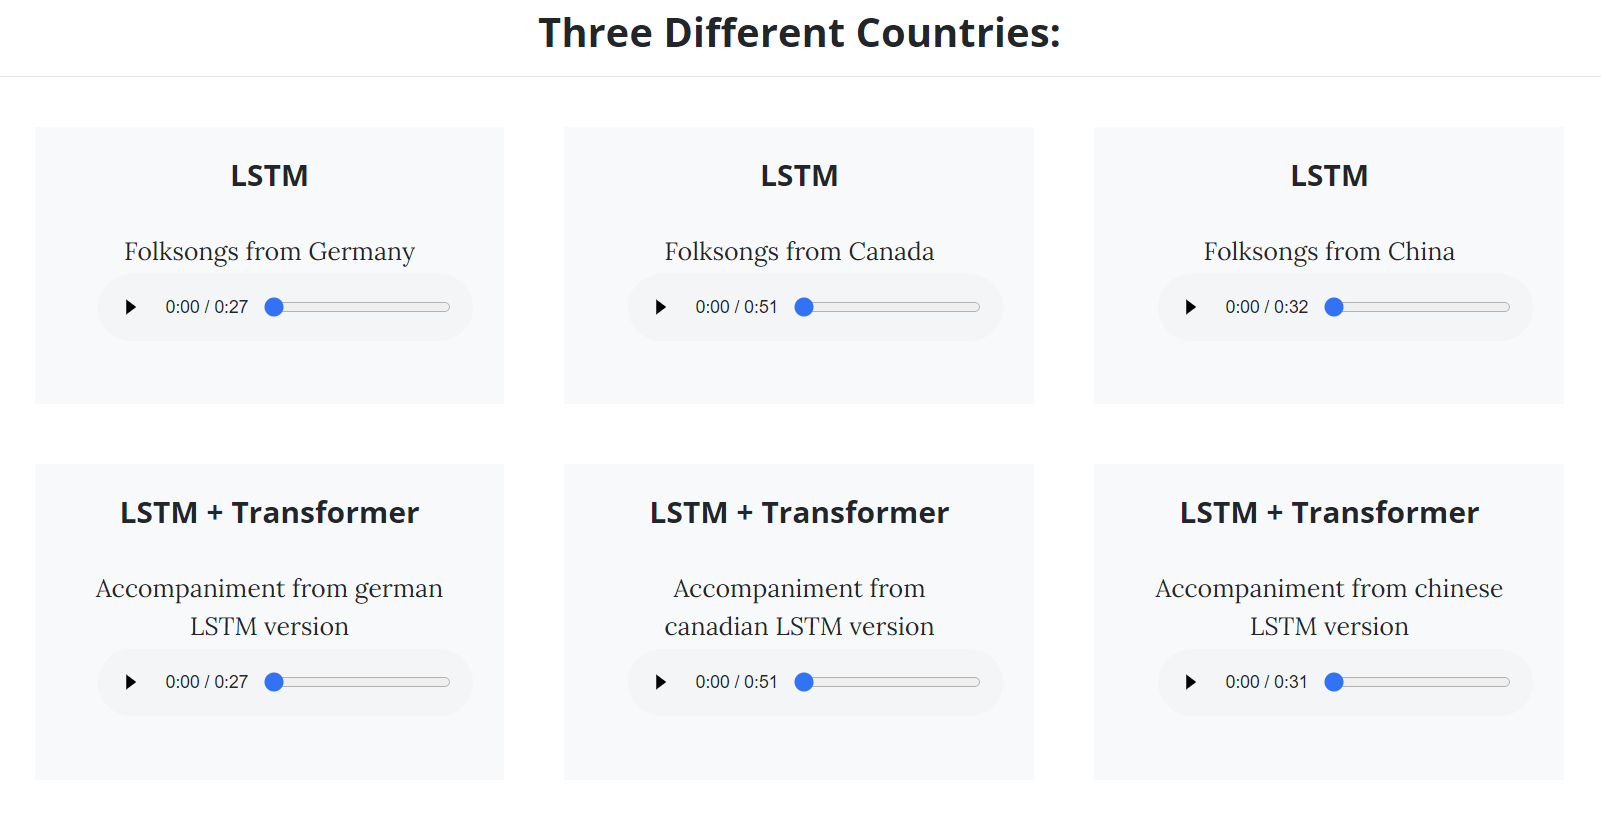 Three Different Countries:
LSTM
Folksongs from Germany
0:00 / 0:27
LSTM
Folksongs from Canada
0:00 / 0:51
LSTM
Folksongs from China
0:00 / 0:32
LSTM + Transformer
Accompaniment from german
LSTM version
0:00 / 0:27
LSTM + Transformer
Accompaniment from
canadian LSTM version
0:00 / 0:51
LSTM + Transformer
Accompaniment from chinese
LSTM version
0:00 / 0:31